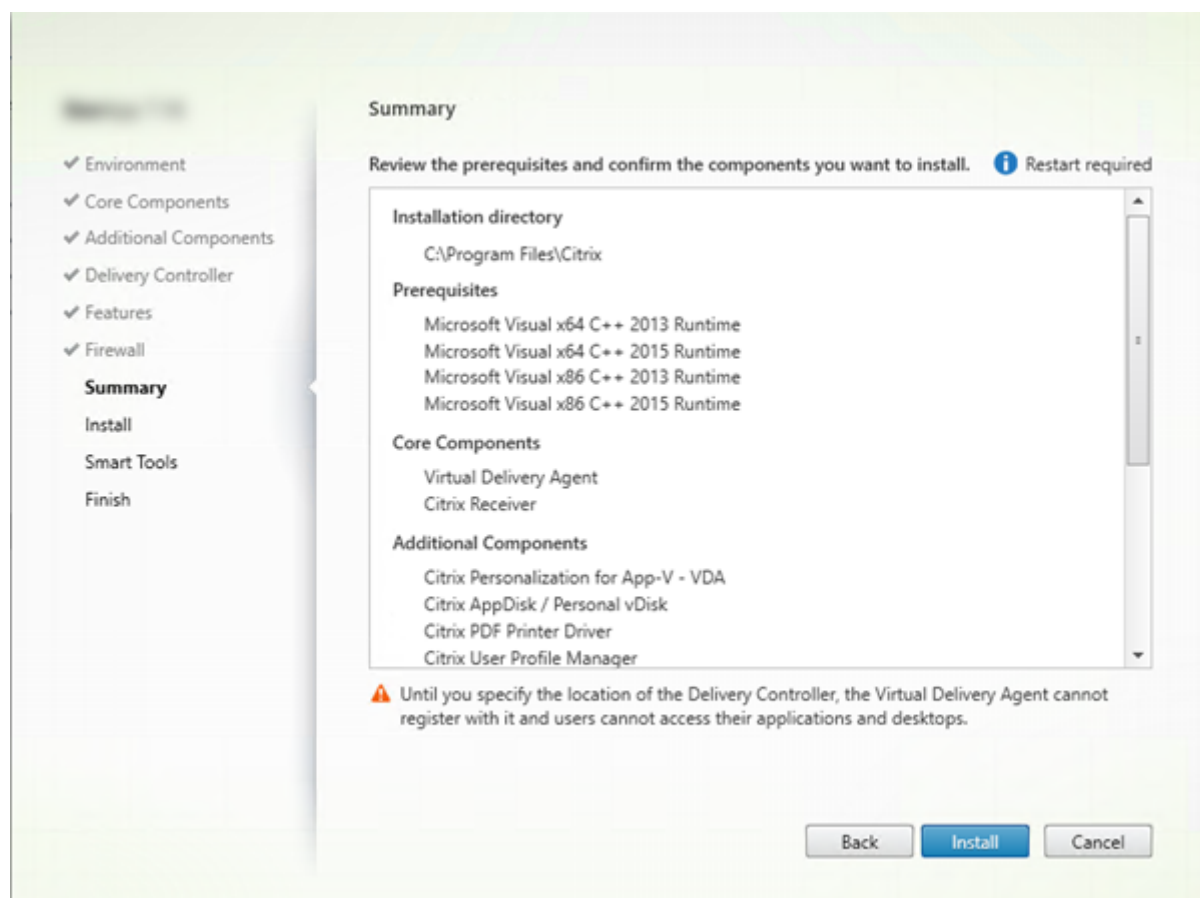 Environment
Core Components
Additional Components
Delivery Controller
Features
Firewall
Summary
Install
Smart Tools
Finish
Summary
Review the prerequisites and confirm the components you want to install.
Restart required
Installation directory
C:\Program Files\Citrix
Prerequisites
Microsoft Visual x64 C++ 2013 Runtime
Microsoft Visual x64 C++ 2015 Runtime
Microsoft Visual x86 C++ 2013 Runtime
Microsoft Visual x86 C++ 2015 Runtime
Core Components
Virtual Delivery Agent
Citrix Receiver
Additional Components
Citrix Personalization for App-V - VDA
Citrix AppDisk / Personal vDisk
Citrix PDF Printer Driver
Citrix User Profile Manager
Until you specify the location of the Delivery Controller, the Virtual Delivery Agent cannot
register with it and users cannot access their applications and desktops.
Back
Install
Cancel